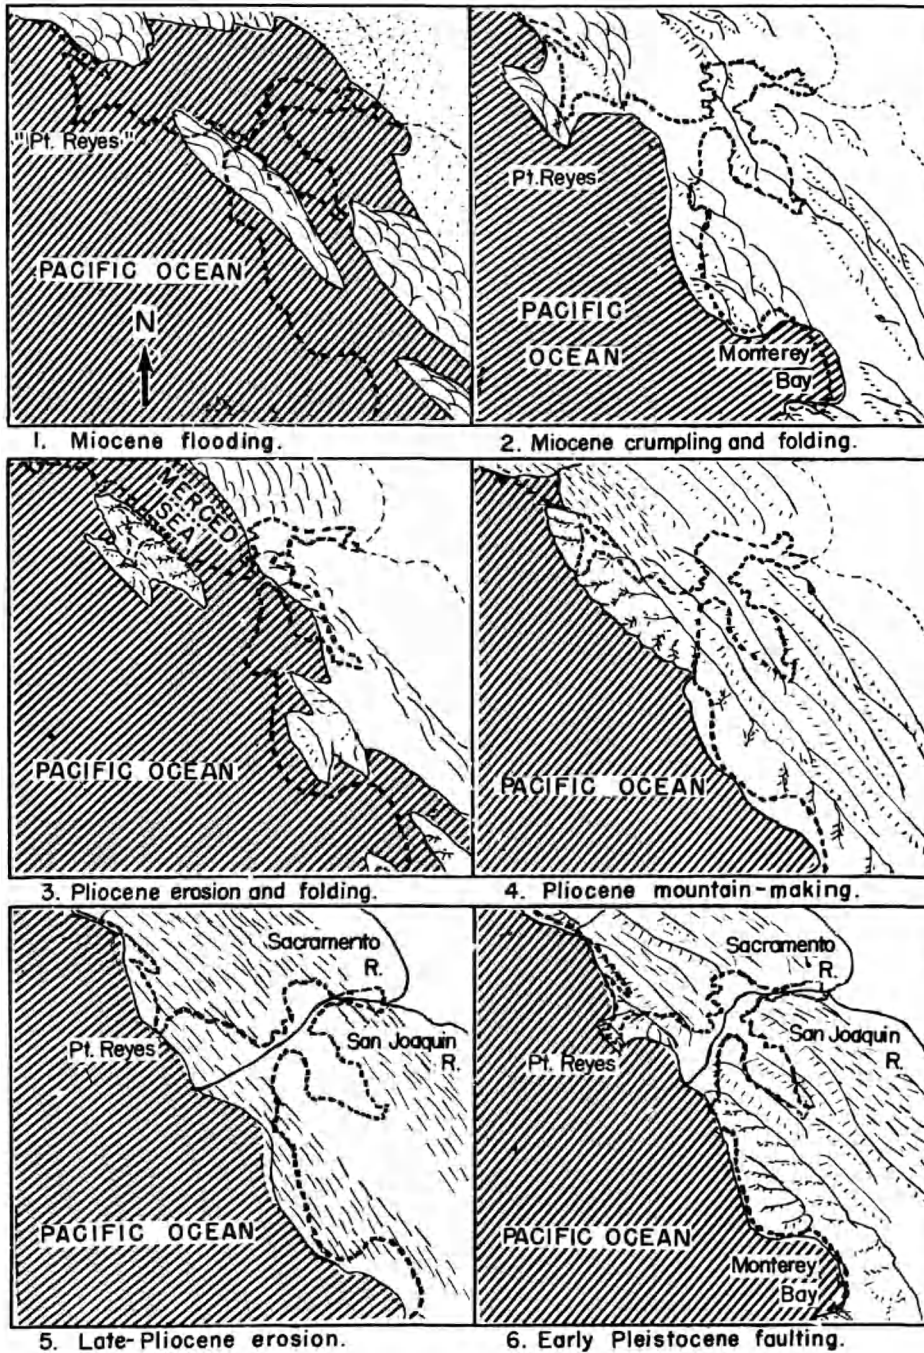 "Pt. Reyes"
PACIFIC OCEAN
N
1. Miocene flooding.
Pt. Reyes
PACIFIC
OCEAN
Monterey
Bay
2. Miocene crumpling and folding.
MERCED
SEA
PACIFIC OCEAN
3. Pliocene erosion and folding.
PACIFIC OCEAN
4. Pliocene mountain-making.
Sacramento
R.
Pt. Reyes
San Joaquin
R.
PACIFIC OCEAN
5. Late-Pliocene erosion.
Sacramento
R.
San Joaquin
R.
Pt. Reyes
PACIFIC OCEAN
Monterey
Bay
6. Early Pleistocene faulting.